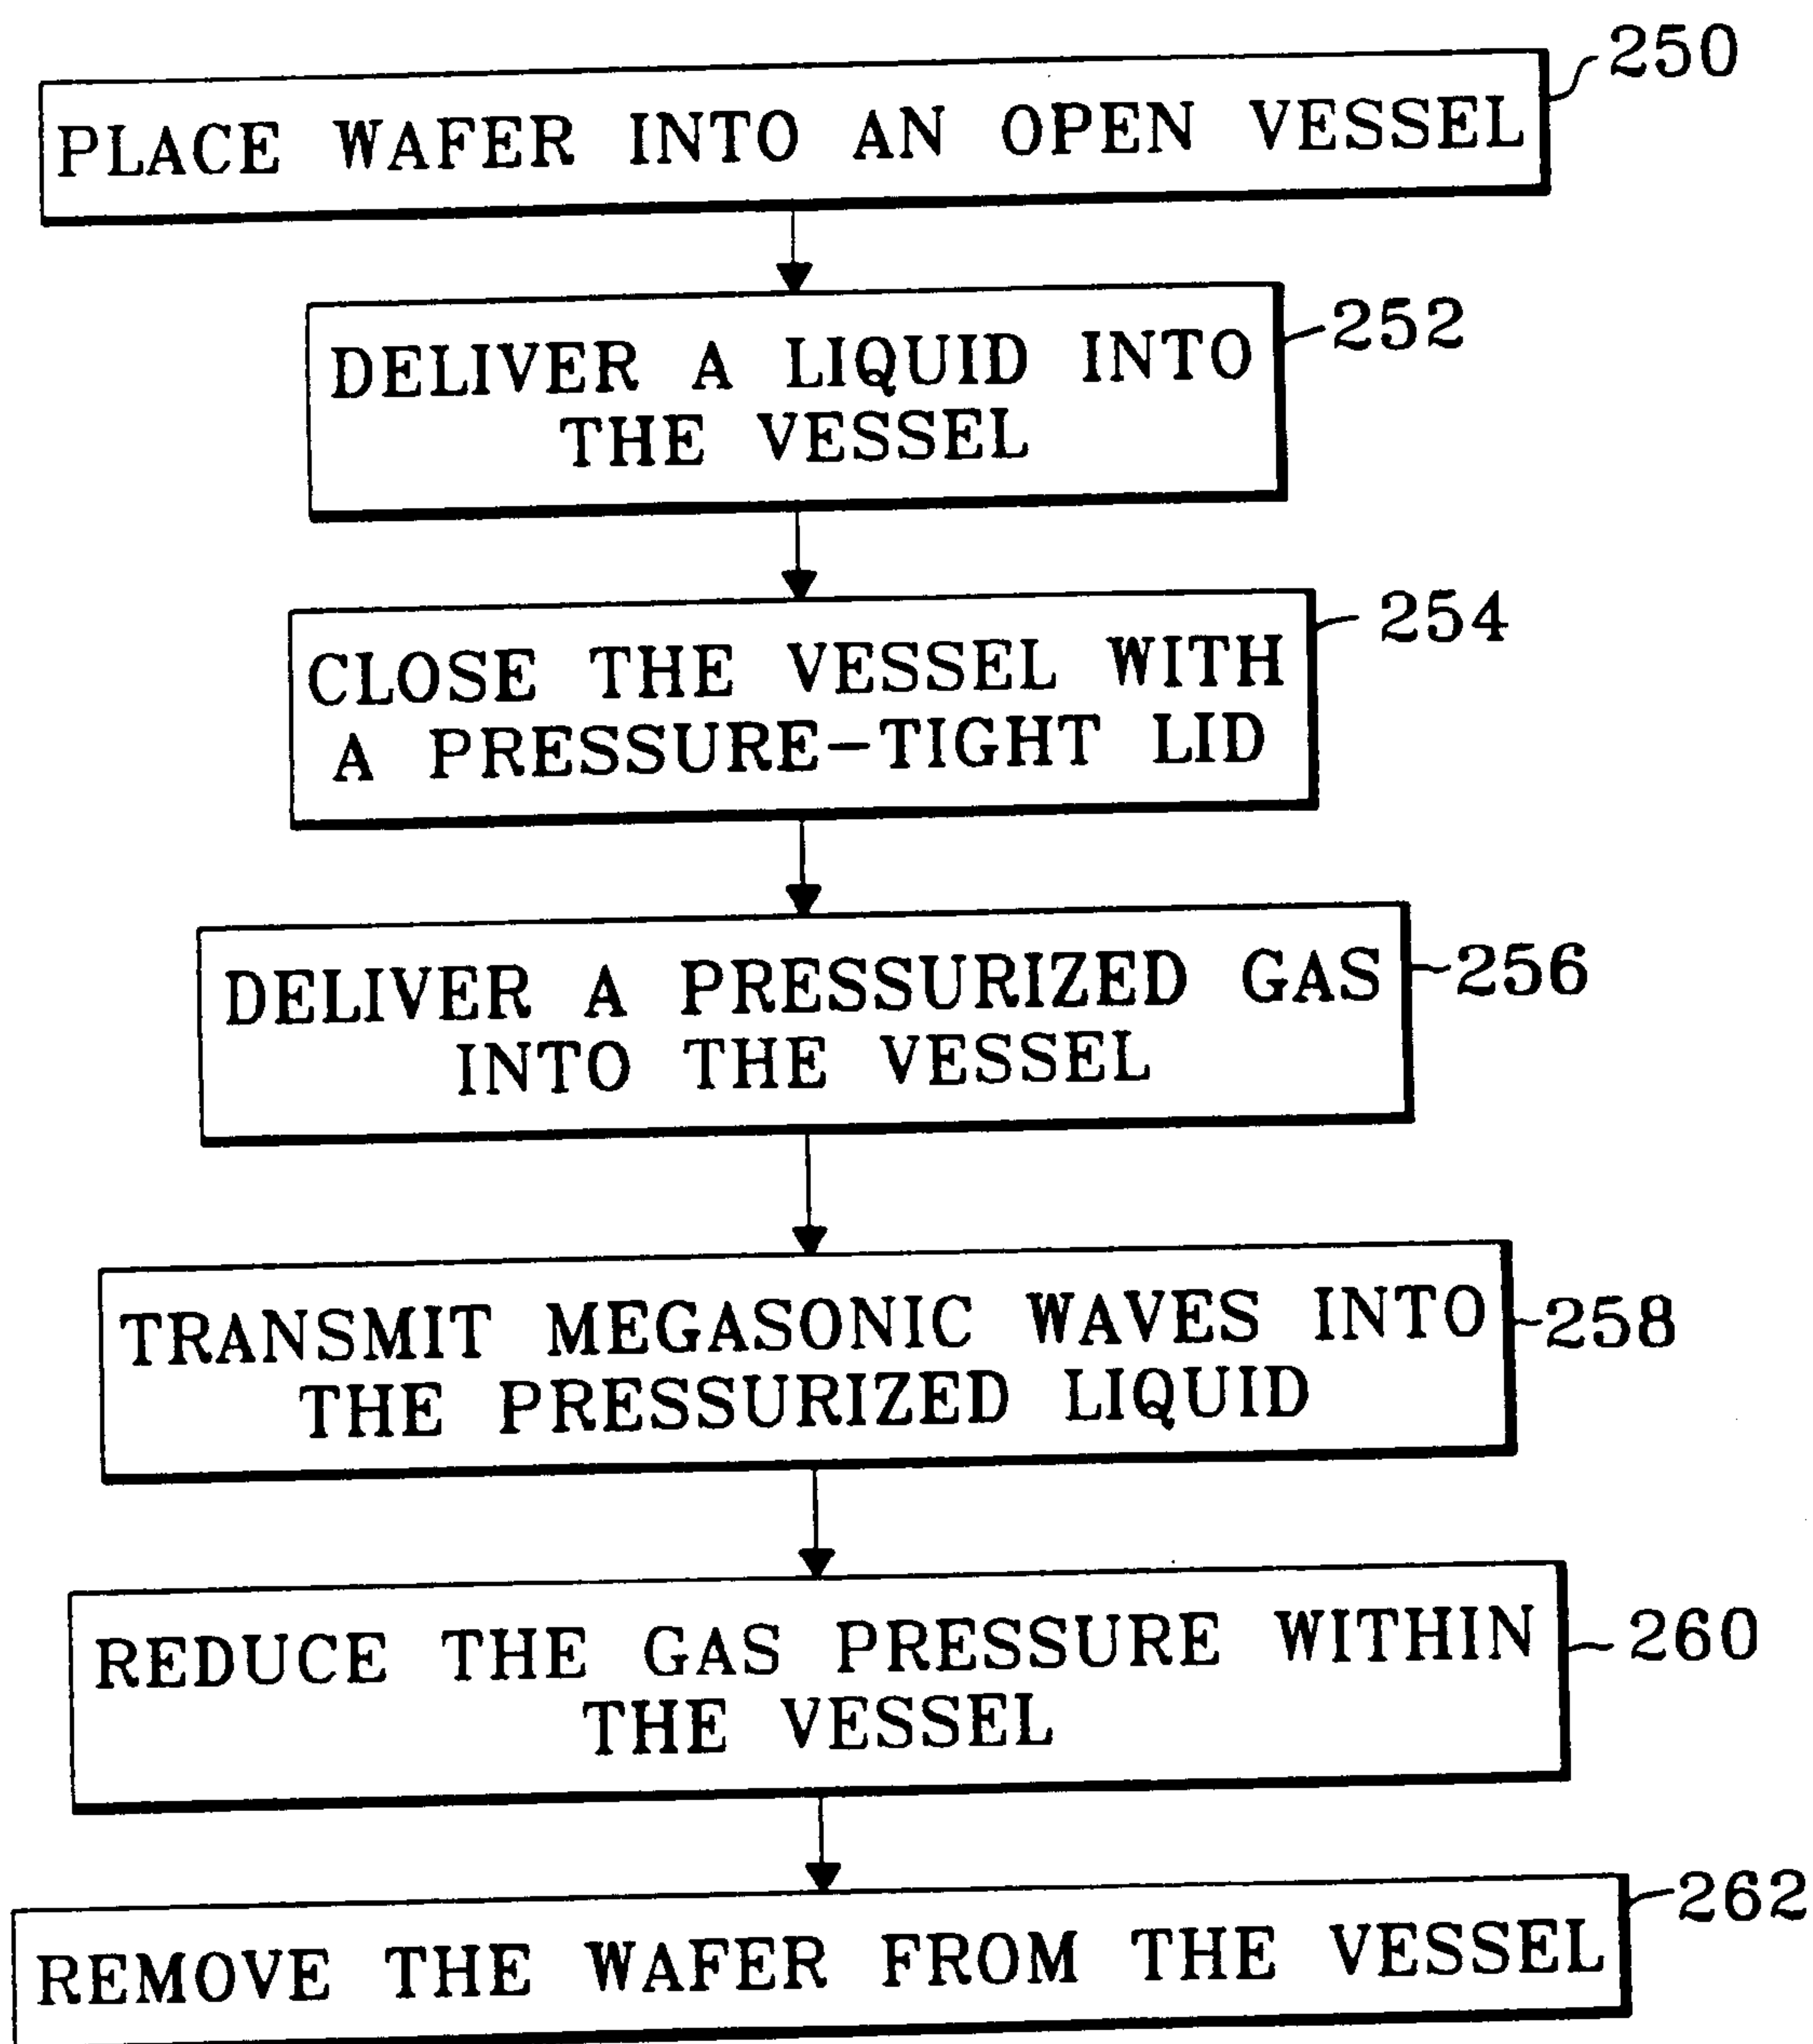 250
PLACE WAFER INTO AN OPEN VESSEL
252
DELIVER A LIQUID INTO
THE VESSEL
254
CLOSE THE VESSEL WITH
A PRESSURE-TIGHT LID
256
DELIVER A PRESSURIZED GAS
INTO THE VESSEL
258
TRANSMIT MEGASONIC WAVES INTO
THE PRESSURIZED LIQUID
260
REDUCE THE GAS PRESSURE WITHIN
THE VESSEL
262
REMOVE THE WAFER FROM THE VESSEL